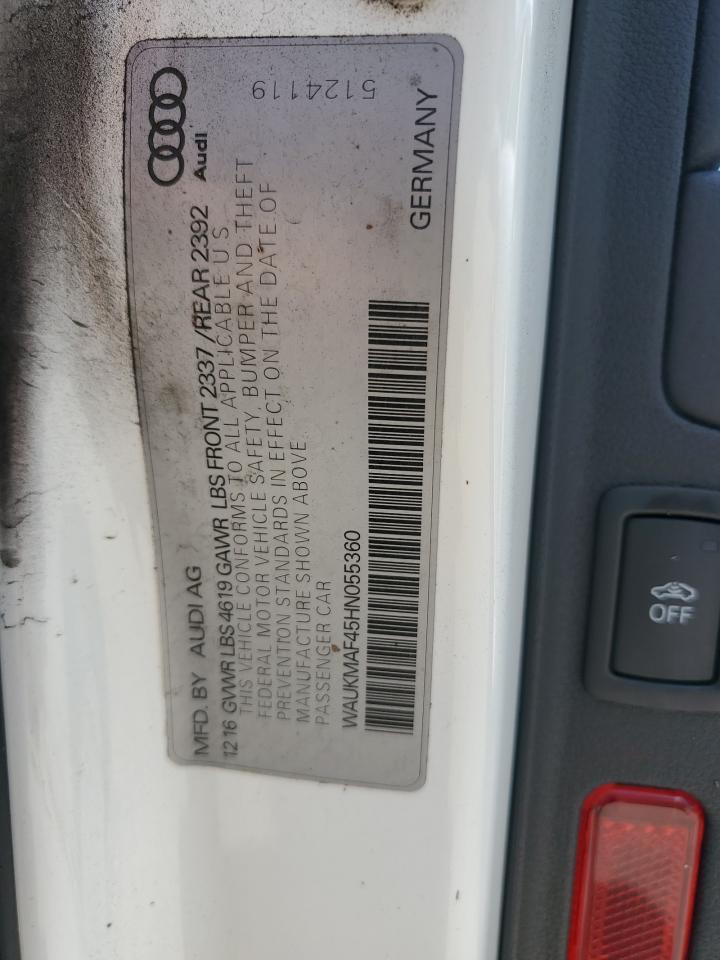 MFD. BY AUDI AG
Audi
1216 GVWR LBS 4619 GAWR LBS FRONT 2337 /REAR 2392
THIS VEHICLE CONFORMS TO ALL APPLICABLE U.S.
FEDERAL MOTOR VEHICLE SAFETY, BUMPER AND THEFT
PREVENTION STANDARDS IN EFFECT ON THE DATE OF
MANUFACTURE SHOWN ABOVE.
PASSENGER CAR
WAUKMAF45HN055360
5124119
GERMANY
OFF